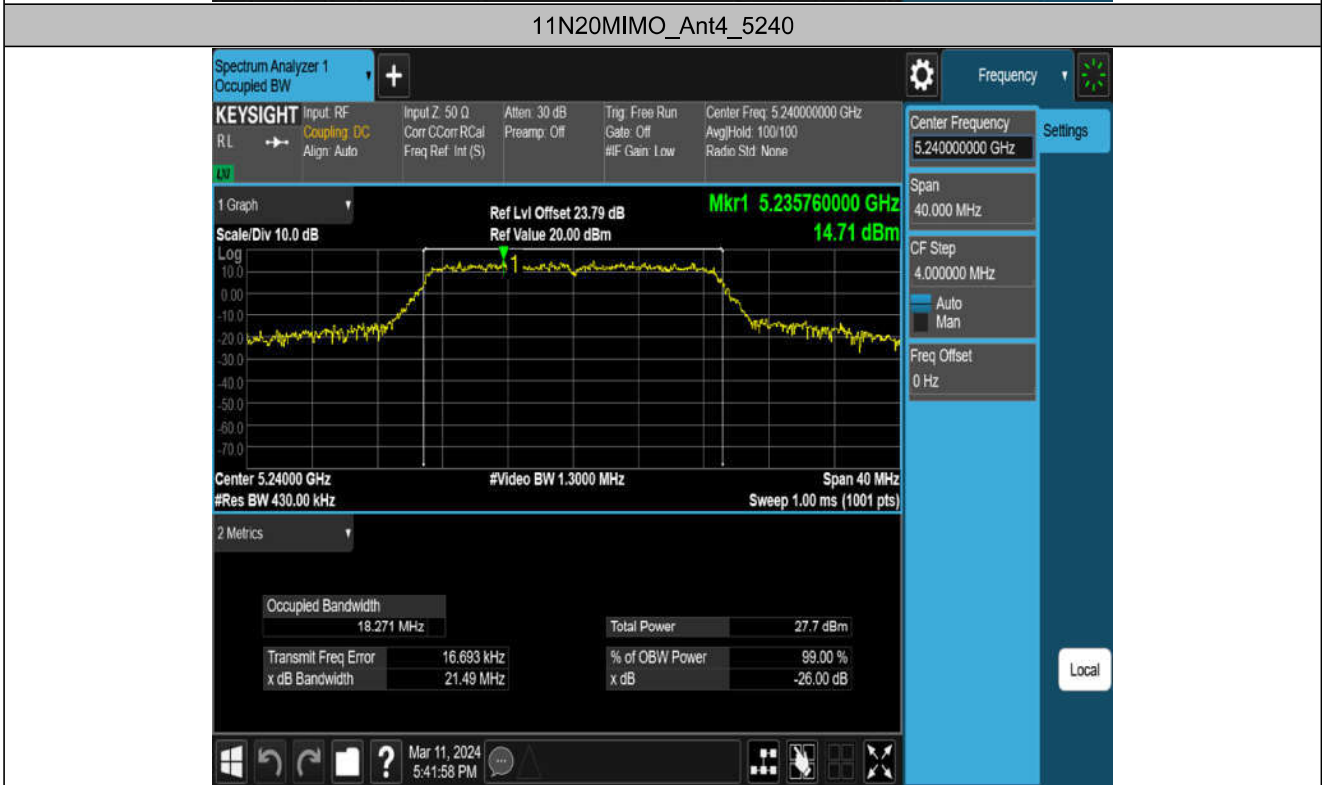 11N20MIMO_Ant4_5240
Spectrum Analyzer 1
Occupied BW
+
Frequency
KEYSIGHT
R L
LXI
Input: RF
Coupling: DC
Align: Auto
Input Z: 50 Ω
Corr CCorr RCal
Freq Ref: Int (S)
Atten: 30 dB
Preamp: Off
Trig: Free Run
Gate: Off
#IF Gain: Low
Center Freq: 5.240000000 GHz
Avg|Hold: 100/100
Radio Std: None
Center Frequency
5.240000000 GHz
Settings
Span
40.000 MHz
CF Step
4.000000 MHz
Auto
Man
Freq Offset
0 Hz
Local
1 Graph
Scale/Div 10.0 dB
Ref Lvl Offset 23.79 dB
Ref Value 20.00 dBm
Mkr1 5.235760000 GHz
14.71 dBm
Log
10.0
0.00
-10.0
-20.0
-30.0
-40.0
-50.0
-60.0
-70.0
1
Center 5.24000 GHz
#Video BW 1.3000 MHz
Span 40 MHz
#Res BW 430.00 kHz
Sweep 1.00 ms (1001 pts)
2 Metrics
Occupied Bandwidth
18.271 MHz
Total Power 27.7 dBm
Transmit Freq Error 16.693 kHz
% of OBW Power 99.00 %
x dB Bandwidth 21.49 MHz
x dB -26.00 dB
?
Mar 11, 2024
5:41:58 PM